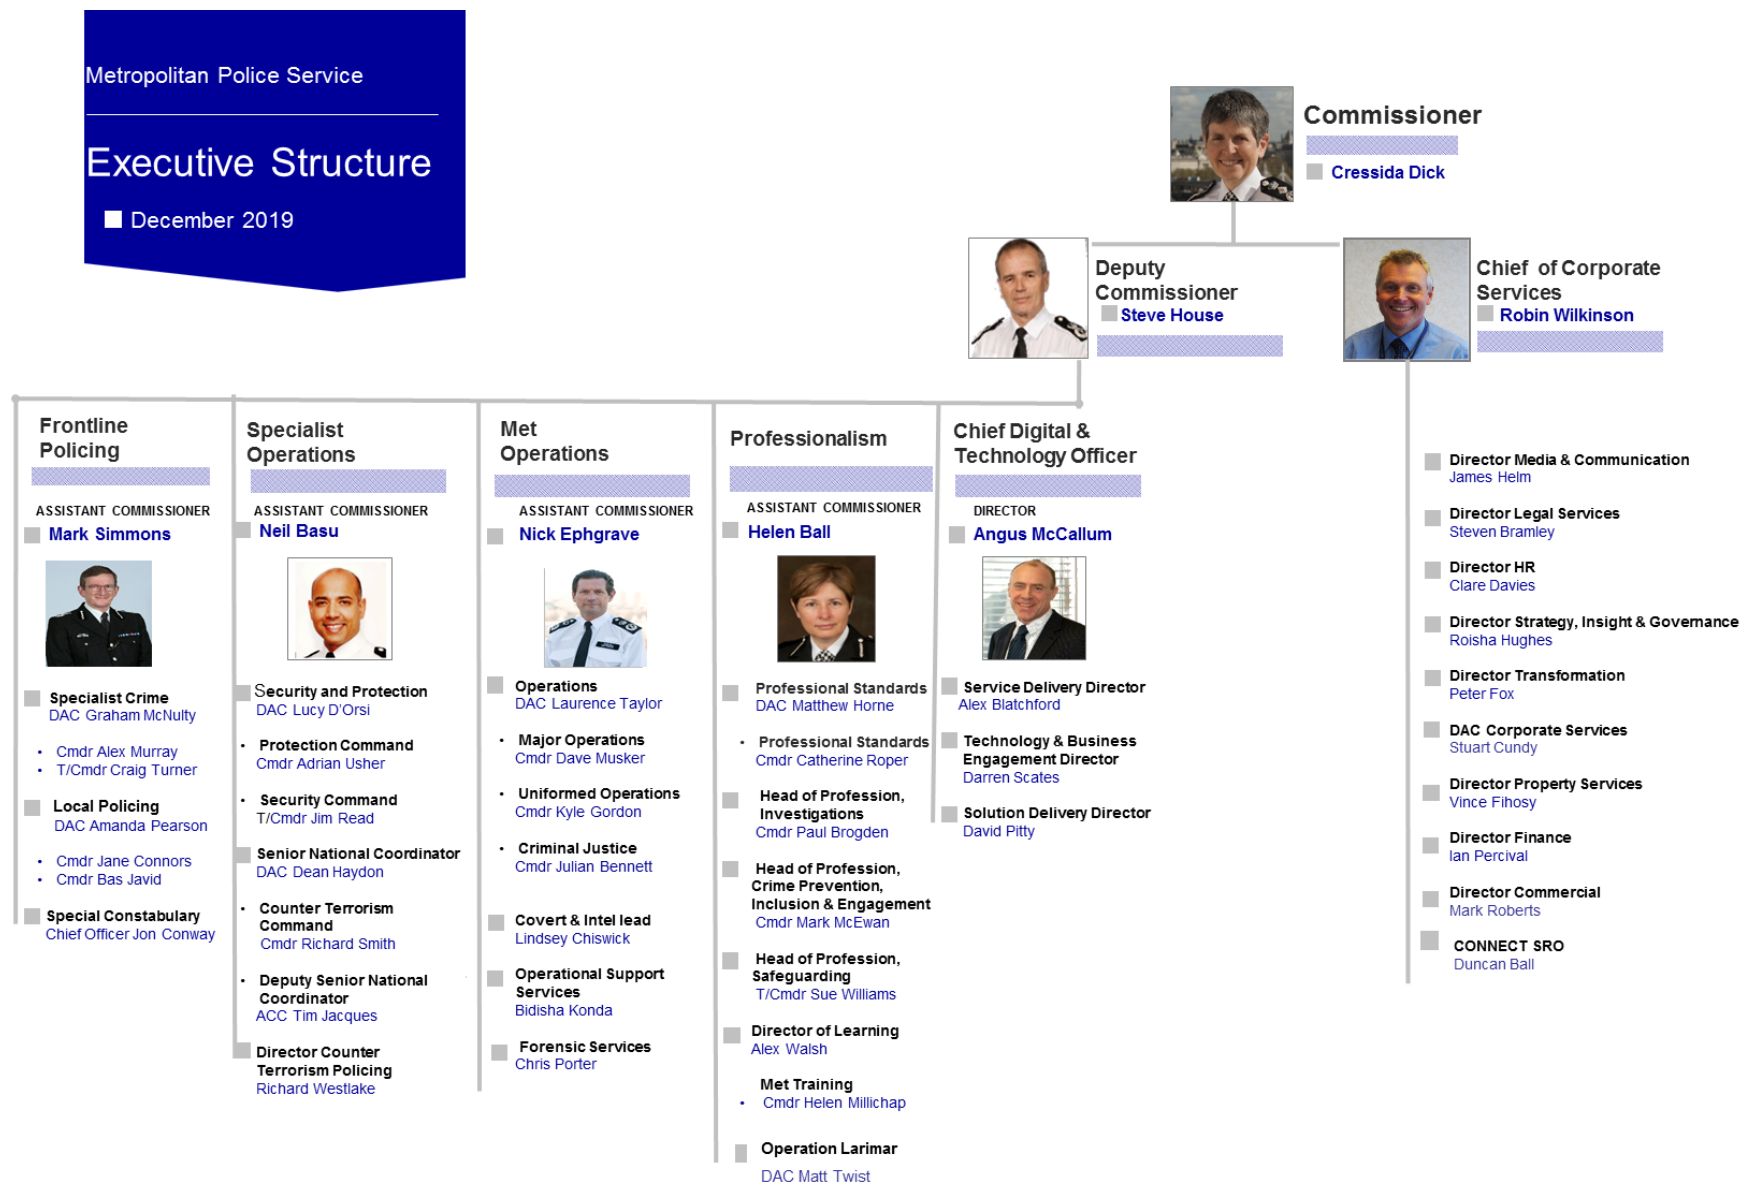 Metropolitan Police Service
Executive Structure
December 2019
Commissioner
Cressida Dick
Deputy
Commissioner
Steve House
Chief of Corporate
Services
Robin Wilkinson
Frontline
Policing
ASSISTANT COMMISSIONER
Mark Simmons
Specialist Crime
DAC Graham McNulty
• Cmdr Alex Murray
• T/Cmdr Craig Turner
Local Policing
DAC Amanda Pearson
• Cmdr Jane Connors
• Cmdr Bas Javid
Special Constabulary
Chief Officer Jon Conway
Specialist
Operations
ASSISTANT COMMISSIONER
Neil Basu
Security and Protection
DAC Lucy D'Orsi
• Protection Command
Cmdr Adrian Usher
• Security Command
T/Cmdr Jim Read
Senior National Coordinator
DAC Dean Haydon
• Counter Terrorism
Command
Cmdr Richard Smith
• Deputy Senior National
Coordinator
ACC Tim Jacques
Director Counter
Terrorism Policing
Richard Westlake
Met
Operations
ASSISTANT COMMISSIONER
Nick Ephgrave
Operations
DAC Laurence Taylor
• Major Operations
Cmdr Dave Musker
• Uniformed Operations
Cmdr Kyle Gordon
• Criminal Justice
Cmdr Julian Bennett
Covert & Intel lead
Lindsey Chiswick
Operational Support
Services
Bidisha Konda
Forensic Services
Chris Porter
Professionalism
ASSISTANT COMMISSIONER
Helen Ball
Professional Standards
DAC Matthew Horne
• Professional Standards
Cmdr Catherine Roper
Head of Profession,
Investigations
Cmdr Paul Brogden
Head of Profession,
Crime Prevention,
Inclusion & Engagement
Cmdr Mark McEwan
Head of Profession,
Safeguarding
T/Cmdr Sue Williams
Director of Learning
Alex Walsh
Met Training
• Cmdr Helen Millichap
Operation Larimar
DAC Matt Twist
Chief Digital &
Technology Officer
DIRECTOR
Angus McCallum
Service Delivery Director
Alex Blatchford
Technology & Business
Engagement Director
Darren Scates
Solution Delivery Director
David Pitty
Director Media & Communication
James Helm
Director Legal Services
Steven Bramley
Director HR
Clare Davies
Director Strategy, Insight & Governance
Roisha Hughes
Director Transformation
Peter Fox
DAC Corporate Services
Stuart Cundy
Director Property Services
Vince Fihosy
Director Finance
Ian Percival
Director Commercial
Mark Roberts
CONNECT SRO
Duncan Ball